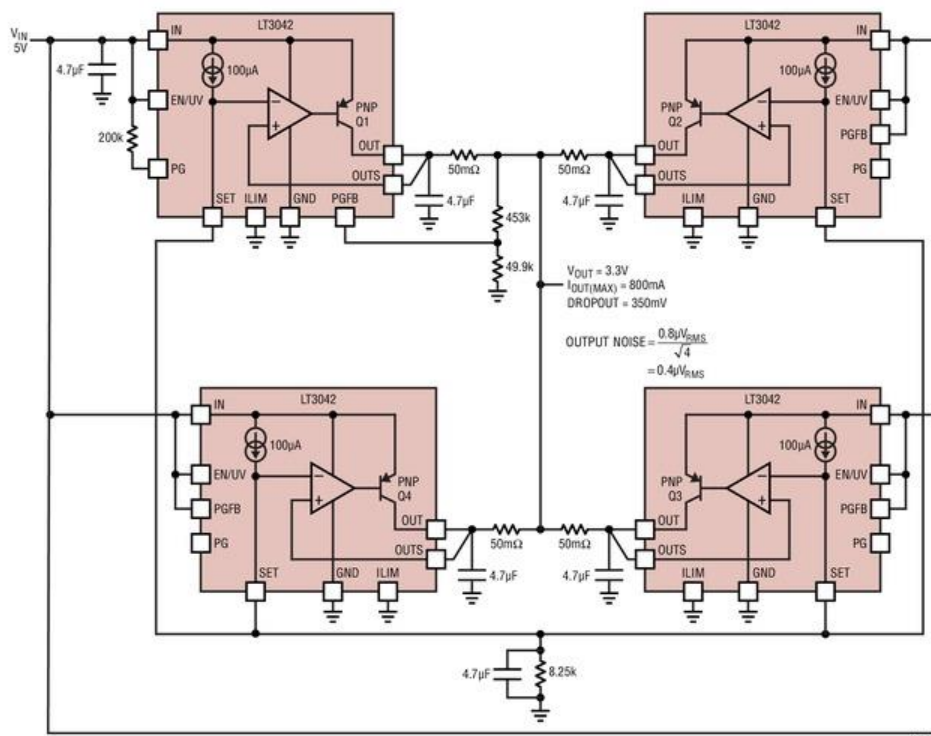 VIN
5V
4.7µF
200k
IN
LT3042
100µA
EN/UV
PG
PNP
Q1
OUT
OUTS
SET
ILIM
GND
PGFB
50mΩ
4.7µF
453k
49.9k
50mΩ
4.7µF
LT3042
IN
100µA
EN/UV
PGFB
PG
PNP
Q2
OUT
OUTS
ILIM
GND
SET
VOUT = 3.3V
IOUT(MAX) = 800mA
DROPOUT = 350mV
OUTPUT NOISE = 0.8µVRMS
√4
= 0.4µVRMS
IN
LT3042
100µA
EN/UV
PGFB
PG
PNP
Q4
OUT
OUTS
SET
GND
ILIM
50mΩ
4.7µF
50mΩ
4.7µF
LT3042
IN
100µA
EN/UV
PGFB
PG
PNP
Q3
OUT
OUTS
ILIM
GND
SET
4.7µF
8.25k